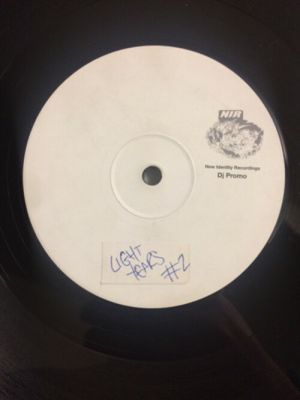 NIR
New Identity Recordings
Dj Promo
LIGHT
YEARS
#2